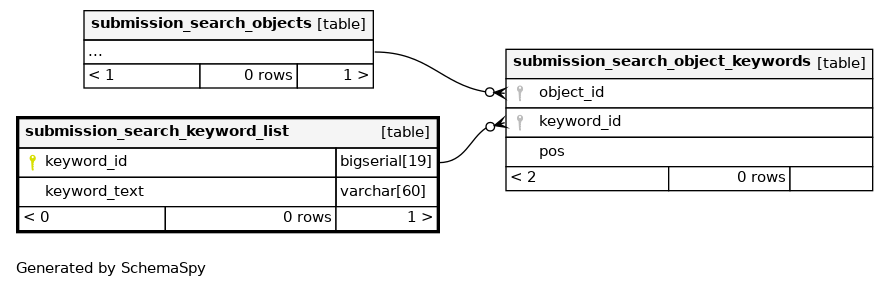 submission_search_objects [table]
...
< 1 0 rows 1 >
submission_search_object_keywords [table]
object_id
keyword_id
pos
< 2 0 rows
submission_search_keyword_list [table]
keyword_id bigserial[19]
keyword_text varchar[60]
< 0 0 rows 1 >
Generated by SchemaSpy